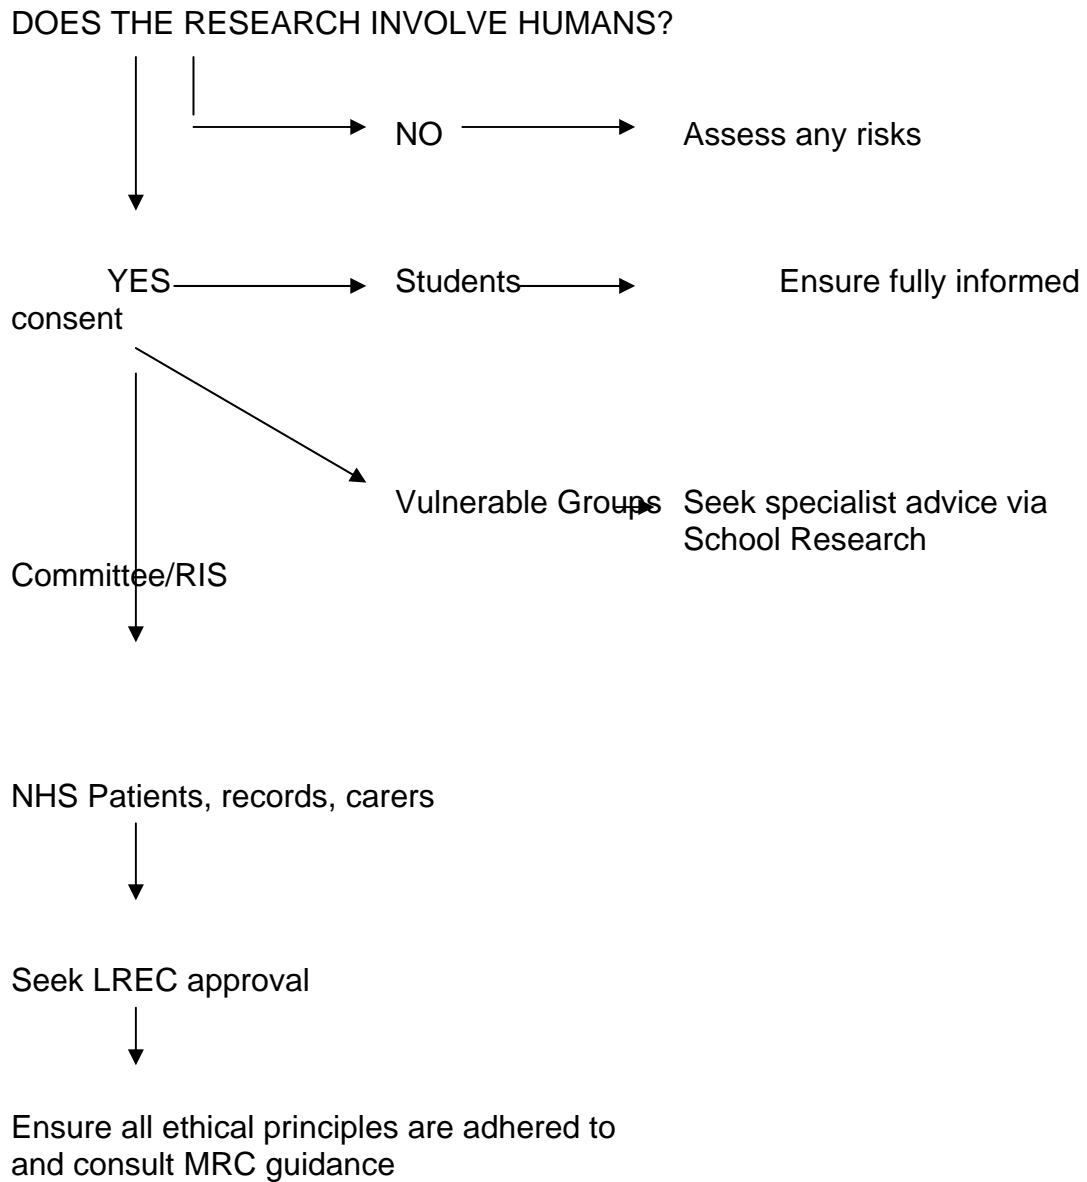 DOES THE RESEARCH INVOLVE HUMANS?
NO Assess any risks
YES Students Ensure fully informed
consent
Vulnerable Groups Seek specialist advice via
School Research
Committee/RIS
NHS Patients, records, carers
Seek LREC approval
Ensure all ethical principles are adhered to
and consult MRC guidance